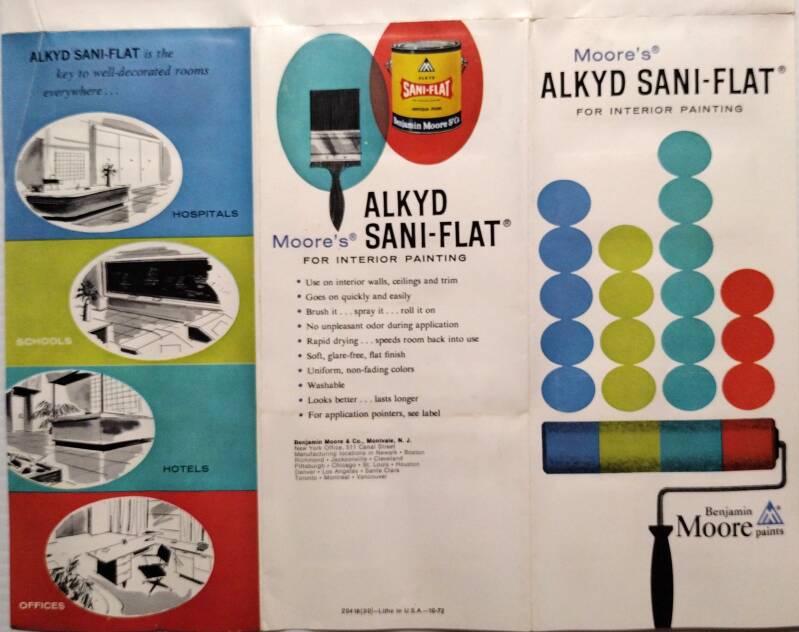 ALKYD SANI-FLAT is the
key to well-decorated rooms
everywhere...
HOSPITALS
SCHOOLS
HOTELS
OFFICES
ALKYD
SANI-FLAT
Benjamin Moore & Co
Moore's®
ALKYD
SANI-FLAT®
FOR INTERIOR PAINTING
• Use on interior walls, ceilings and trim
• Goes on quickly and easily
• Brush it . . . spray it . . . roll it on
• No unpleasant odor during application
• Rapid drying . . . speeds room back into use
• Soft, glare-free, flat finish
• Uniform, non-fading colors
• Washable
• Looks better . . . lasts longer
• For application pointers, see label
Benjamin Moore & Co., Montvale, N. J.
New York Office, 511 Canal Street
Manufacturing locations in Newark • Boston
Richmond • Jacksonville • Cleveland
Pittsburgh • Chicago • St. Louis • Houston
Denver • Los Angeles • Santa Clara
Toronto • Montreal • Vancouver
Litho in U.S.A.
Moore's®
ALKYD SANI-FLAT®
FOR INTERIOR PAINTING
Benjamin
Moore paints